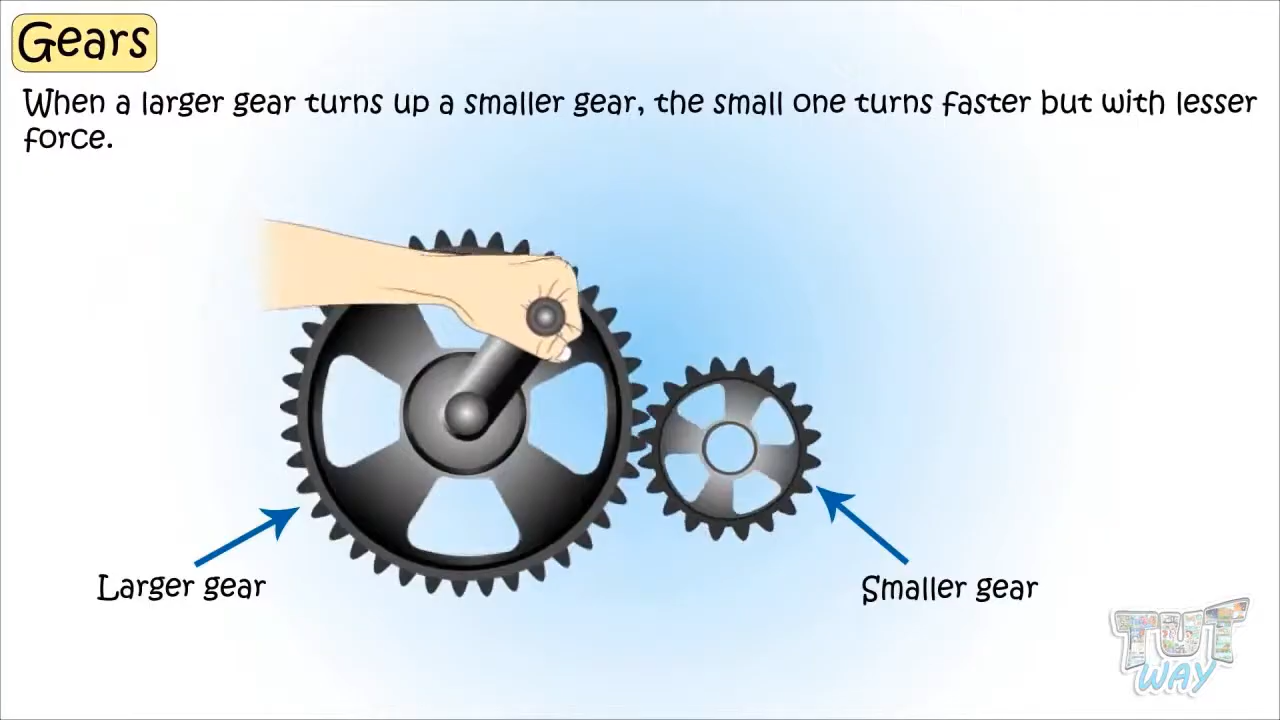 Gears
When a larger gear turns up a smaller gear, the small one turns faster but with lesser
force.
Larger gear
Smaller gear
TUT
WAY